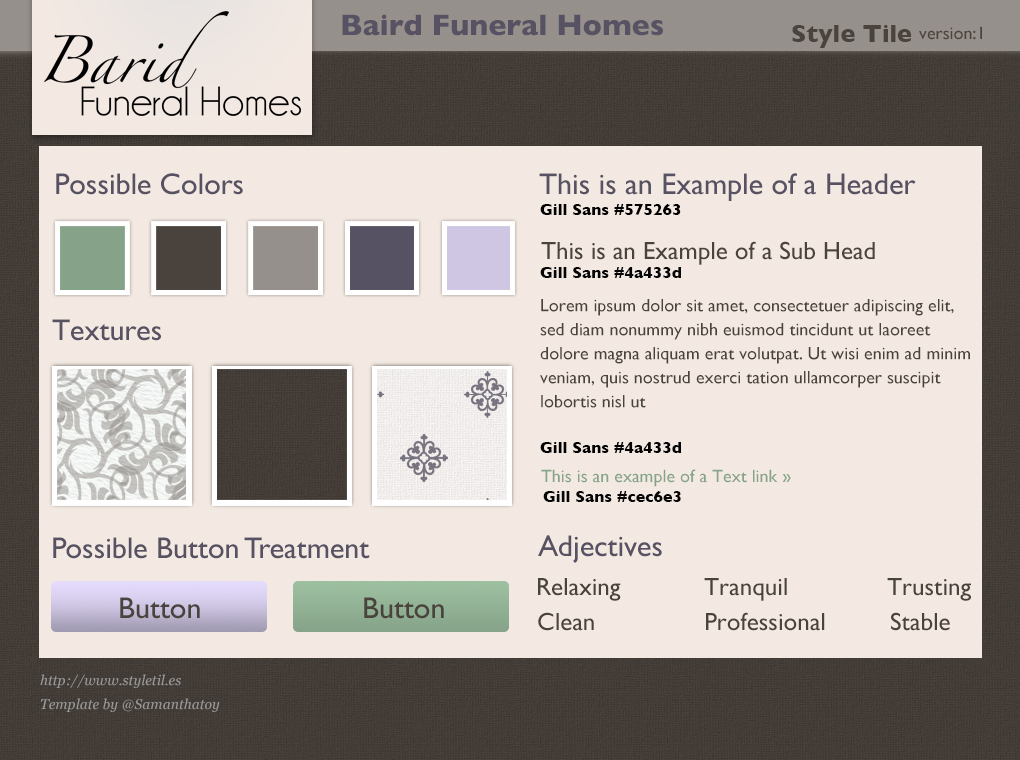 Barid
Funeral Homes
Baird Funeral Homes
Style Tile version:1
Possible Colors
Textures
Possible Button Treatment
Button
Button
This is an Example of a Header
Gill Sans #575263
This is an Example of a Sub Head
Gill Sans #4a433d
Lorem ipsum dolor sit amet, consectetuer adipiscing elit,
sed diam nonummy nibh euismod tincidunt ut laoreet
dolore magna aliquam erat volutpat. Ut wisi enim ad minim
veniam, quis nostrud exerci tation ullamcorper suscipit
lobortis nisl ut
Gill Sans #4a433d
This is an example of a Text link »
Gill Sans #cec6e3
Adjectives
Relaxing Tranquil Trusting
Clean Professional Stable
http://www.styletil.es
Template by @Samanthatoy